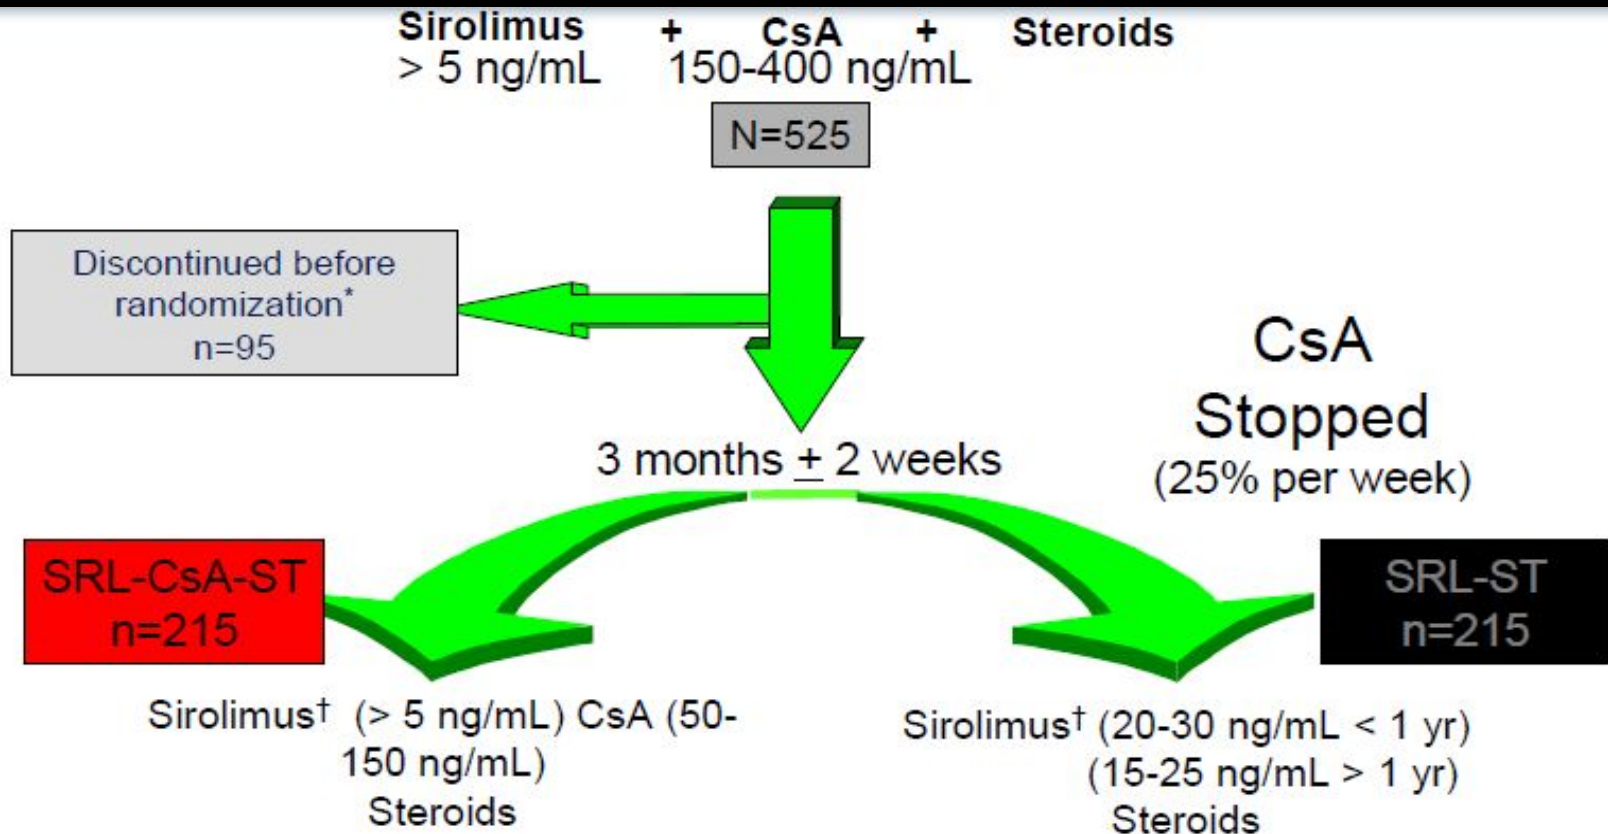 Sirolimus + CsA + Steroids
> 5 ng/mL 150-400 ng/mL
N=525
Discontinued before
randomization*
n=95
CsA
Stopped
(25% per week)
3 months ± 2 weeks
SRL-CsA-ST
n=215
SRL-ST
n=215
Sirolimus† (> 5 ng/mL) CsA (50-
150 ng/mL)
Steroids
Sirolimus† (20-30 ng/mL < 1 yr)
(15-25 ng/mL > 1 yr)
Steroids